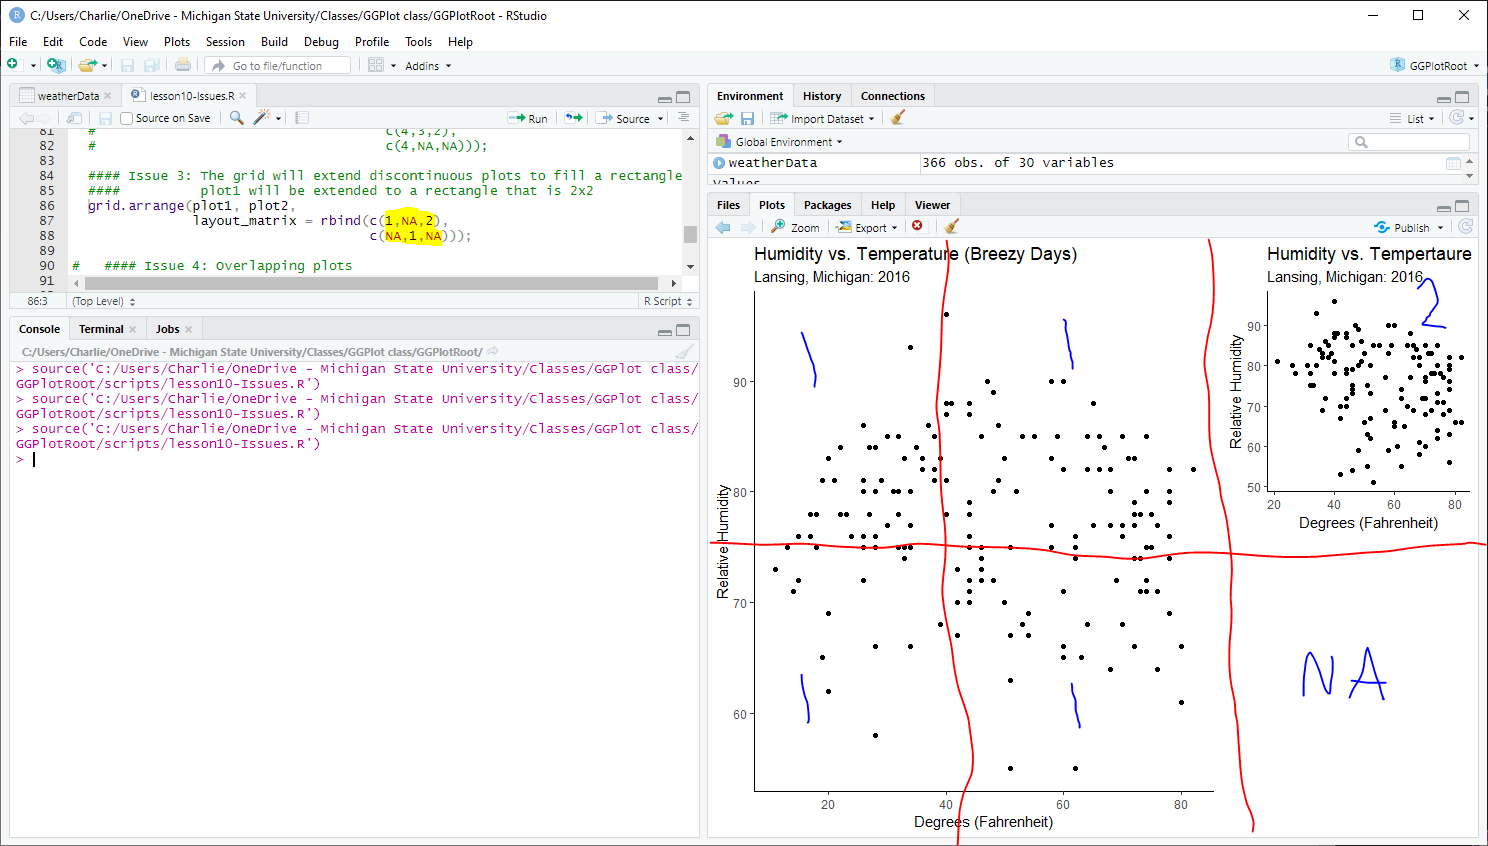 C:/Users/Charlie/OneDrive - Michigan State University/Classes/GGPlot class/GGPlotRoot - RStudio
File Edit Code View Plots Session Build Debug Profile Tools Help
Go to file/function Addins GGPlotRoot
weatherData lesson10-Issues.R
Source on Save Run Source
81 # c(4,3,2),
82 # c(4,NA,NA)));
83
84 #### Issue 3: The grid will extend discontinuous plots to fill a rectangle
85 #### plot1 will be extended to a rectangle that is 2x2
86 grid.arrange(plot1, plot2,
87 layout_matrix = rbind(c(1,NA,2),
88 c(NA,1,NA)));
89
90 # #### Issue 4: Overlapping plots
91
86:3 (Top Level) R Script
Console Terminal Jobs
C:/Users/Charlie/OneDrive - Michigan State University/Classes/GGPlot class/GGPlotRoot/
> source('C:/Users/Charlie/OneDrive - Michigan State University/Classes/GGPlot class/
GGPlotRoot/scripts/lesson10-Issues.R')
> source('C:/Users/Charlie/OneDrive - Michigan State University/Classes/GGPlot class/
GGPlotRoot/scripts/lesson10-Issues.R')
> source('C:/Users/Charlie/OneDrive - Michigan State University/Classes/GGPlot class/
GGPlotRoot/scripts/lesson10-Issues.R')
>
Environment History Connections
Import Dataset List
Global Environment
weatherData 366 obs. of 30 variables
values
Files Plots Packages Help Viewer
Zoom Export Publish
Humidity vs. Temperature (Breezy Days)
Lansing, Michigan: 2016
90
80
70
60
Relative Humidity
20 40 60 80
Degrees (Fahrenheit)
1 1
1 1
Humidity vs. Tempertaure
Lansing, Michigan: 2016
2
90
80
70
60
50
Relative Humidity
20 40 60 80
Degrees (Fahrenheit)
NA